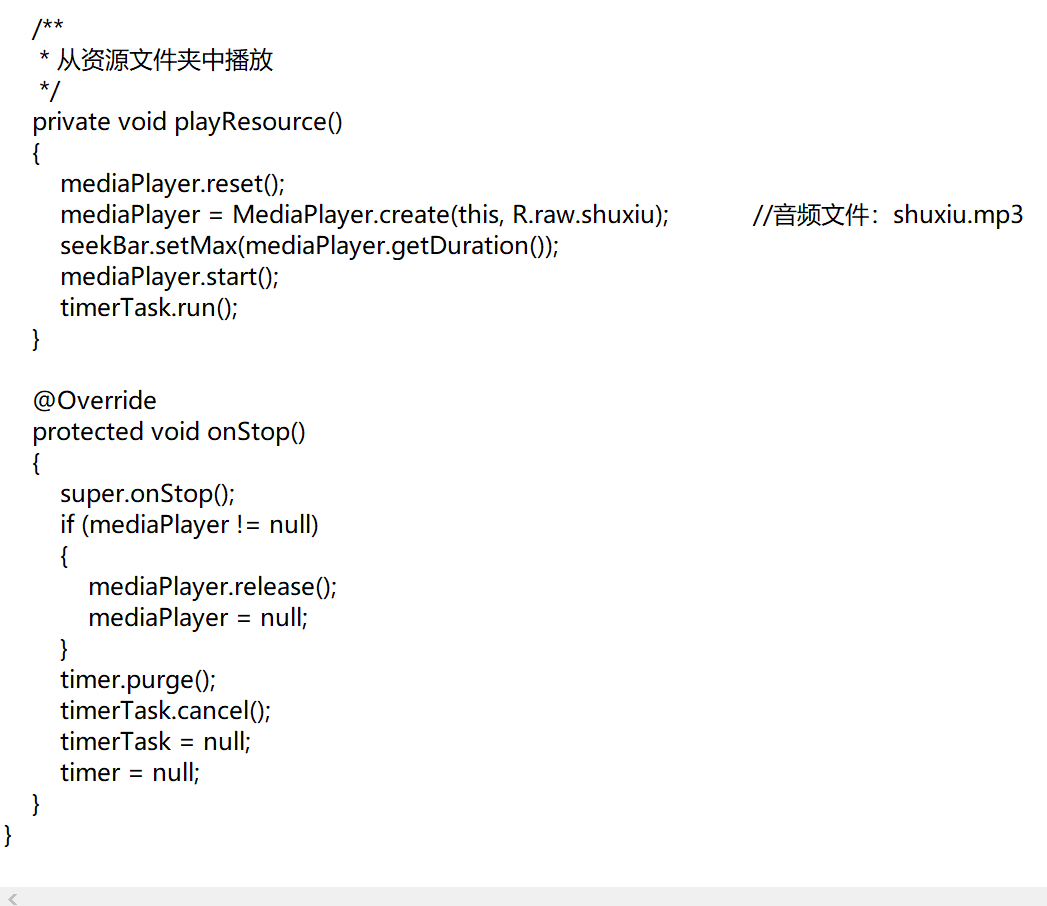 /**
 * 从资源文件夹中播放
 */
private void playResource()
{
    mediaPlayer.reset();
    mediaPlayer = MediaPlayer.create(this, R.raw.shuxiu);            //音频文件：shuxiu.mp3
    seekBar.setMax(mediaPlayer.getDuration());
    mediaPlayer.start();
    timerTask.run();
}
@Override
protected void onStop()
{
    super.onStop();
    if (mediaPlayer != null)
    {
        mediaPlayer.release();
        mediaPlayer = null;
    }
    timer.purge();
    timerTask.cancel();
    timerTask = null;
    timer = null;
}
}